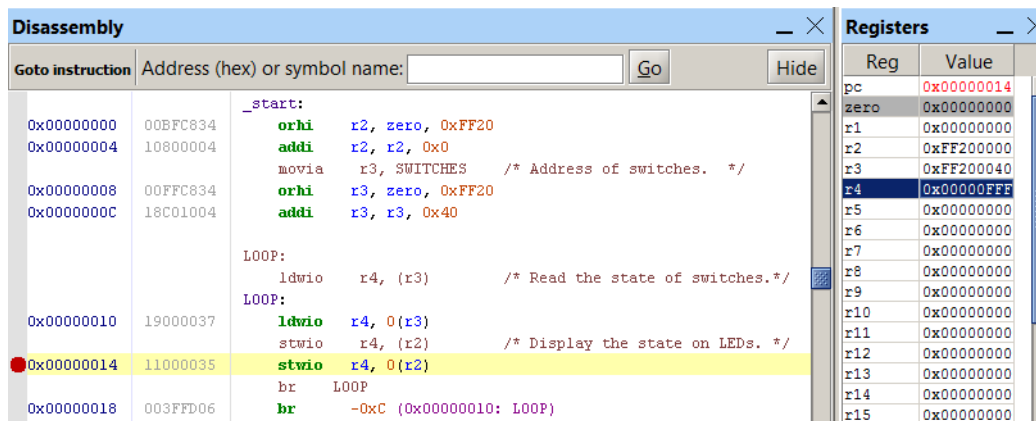 Disassembly
Goto instruction Address (hex) or symbol name: Go Hide
_start:
0x00000000 00BFC834 orhi r2, zero, 0xFF20
0x00000004 10800004 addi r2, r2, 0x0
movia r3, SWITCHES /* Address of switches. */
0x00000008 00FFC834 orhi r3, zero, 0xFF20
0x0000000C 18C01004 addi r3, r3, 0x40
LOOP:
ldwio r4, (r3) /* Read the state of switches.*/
LOOP:
0x00000010 19000037 ldwio r4, 0(r3)
stwio r4, (r2) /* Display the state on LEDs. */
0x00000014 11000035 stwio r4, 0(r2)
br LOOP
0x00000018 003FFD06 br -0xC (0x00000010: LOOP)
Registers
Reg Value
pc 0x00000014
zero 0x00000000
r1 0x00000000
r2 0xFF200000
r3 0xFF200040
r4 0x00000FFF
r5 0x00000000
r6 0x00000000
r7 0x00000000
r8 0x00000000
r9 0x00000000
r10 0x00000000
r11 0x00000000
r12 0x00000000
r13 0x00000000
r14 0x00000000
r15 0x00000000